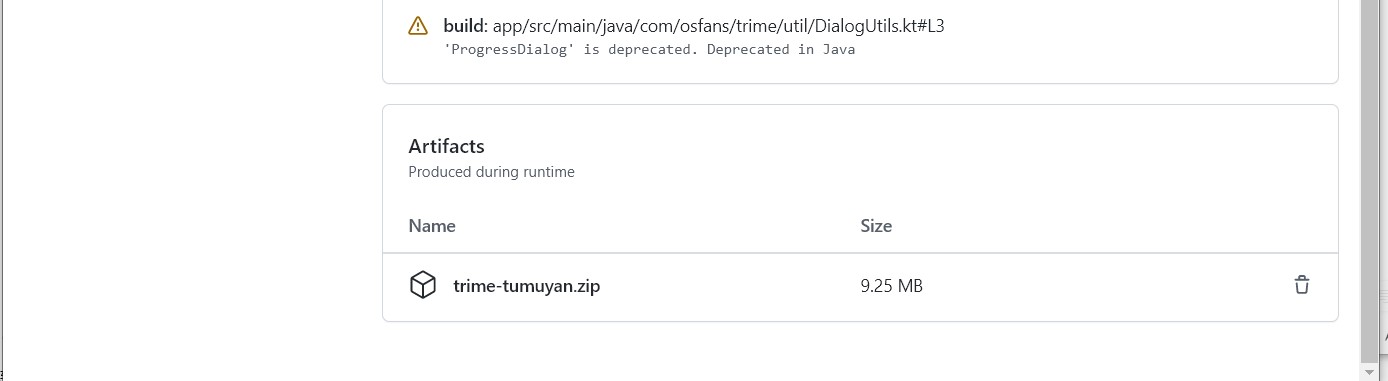 build: app/src/main/java/com/osfans/trime/util/DialogUtils.kt#L3
'ProgressDialog' is deprecated. Deprecated in Java
Artifacts
Produced during runtime
Name Size
trime-tumuyan.zip 9.25 MB